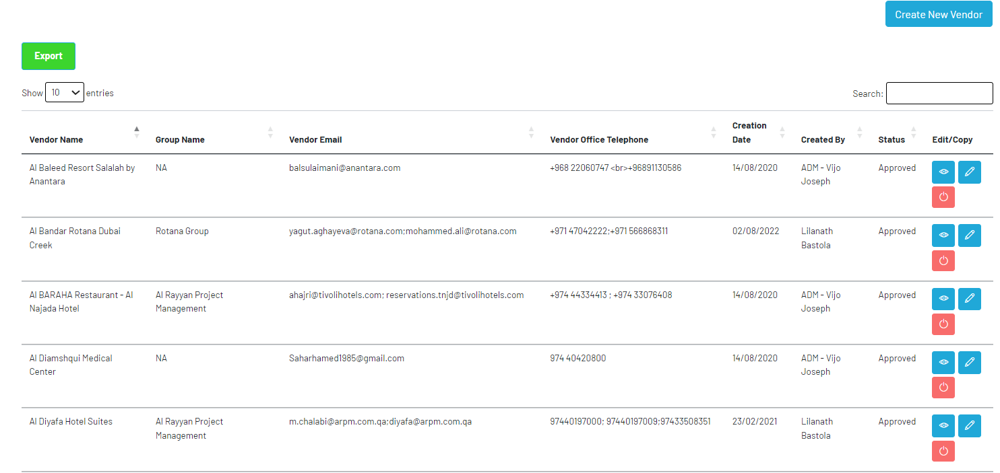 Create New Vendor
Export
Show 10 entries
Search:
Vendor Name Group Name Vendor Email Vendor Office Telephone Creation Date Created By Status Edit/Copy
Al Baleed Resort Salalah by NA balsulaimani@anantara.com +968 22060747 <br>+96891130586 14/08/2020 ADM - Vijo Approved
Anantara Joseph
Al Bandar Rotana Dubai Rotana Group yagut.aghayeva@rotana.com;mohammed.ali@rotana.com +971 47042222;+971 566868311 02/08/2022 Lilanath Approved
Creek Bastola
Al BARAHA Restaurant - Al Al Rayyan Project ahajri@tivolihotels.com; reservations.tnjd@tivolihotels.com +974 44334413 ; +974 33076408 14/08/2020 ADM - Vijo Approved
Najada Hotel Management Joseph
Al Diamshqui Medical NA Saharhamed1985@gmail.com 974 40420800 14/08/2020 ADM - Vijo Approved
Center Joseph
Al Diyafa Hotel Suites Al Rayyan Project m.chalabi@arpm.com.qa;diyafa@arpm.com.qa 97440197000; 97440197009;97433508351 23/02/2021 Lilanath Approved
Management Bastola